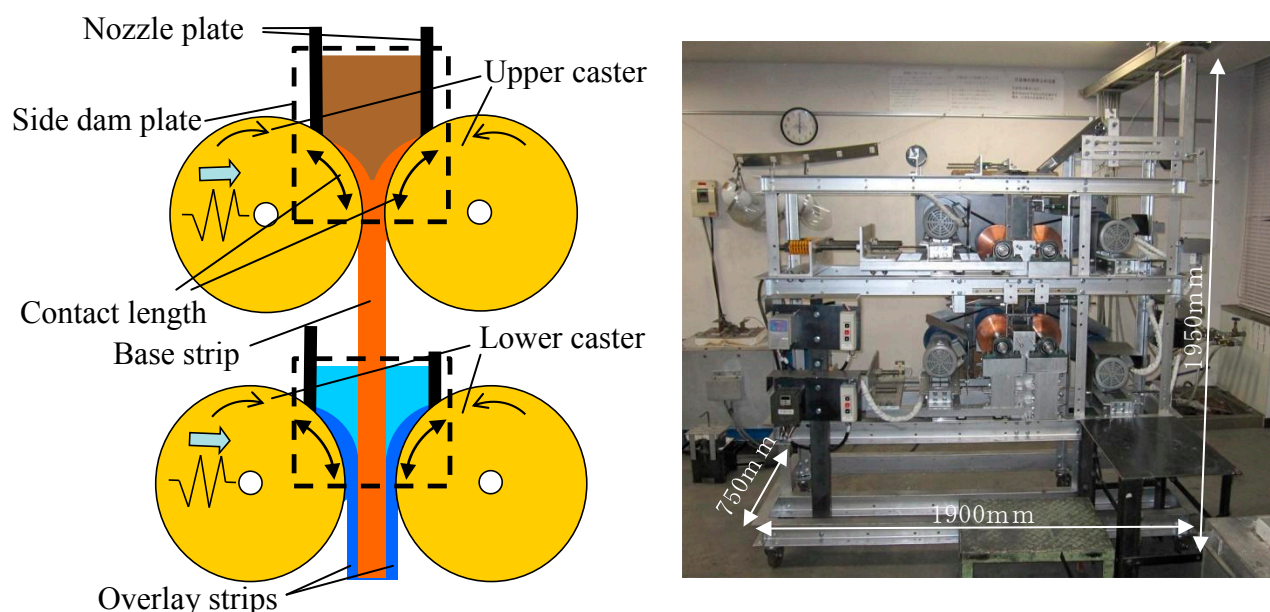 Nozzle plate
Upper caster
Side dam plate
Contact length
Base strip
Lower caster
Overlay strips
1950mm
750mm
1900mm